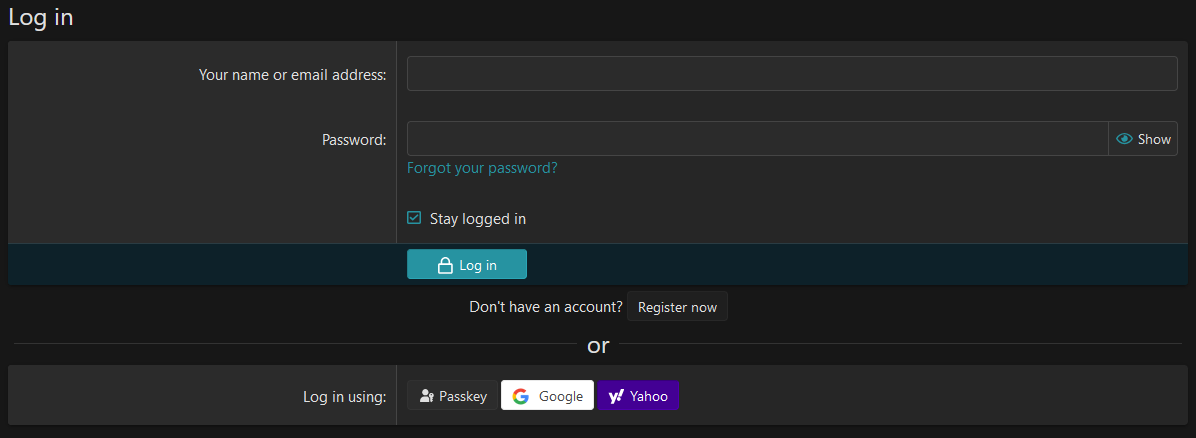 Log in
Your name or email address:
Password:
Show
Forgot your password?
Stay logged in
Log in
Don't have an account? Register now
or
Log in using: Passkey Google Yahoo